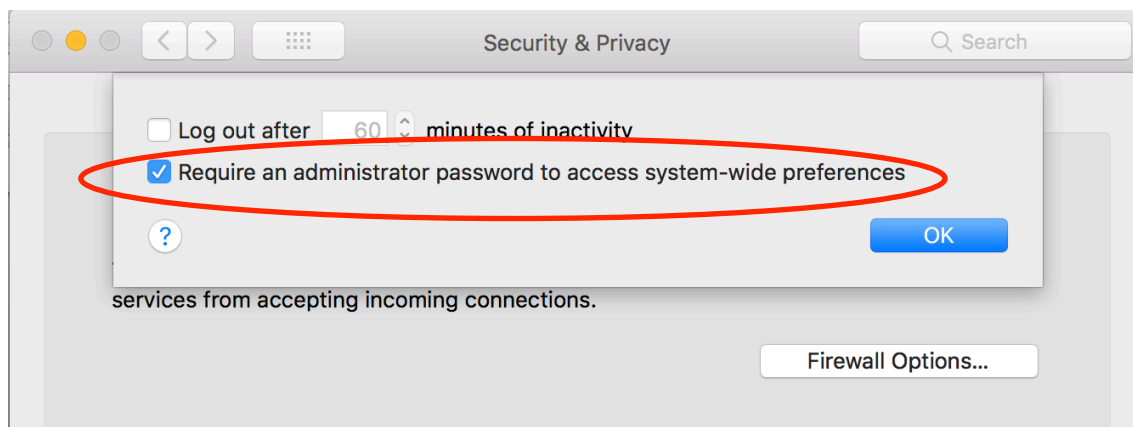 Security & Privacy
Search
Log out after 60 minutes of inactivity
Require an administrator password to access system-wide preferences
?
OK
services from accepting incoming connections.
Firewall Options...